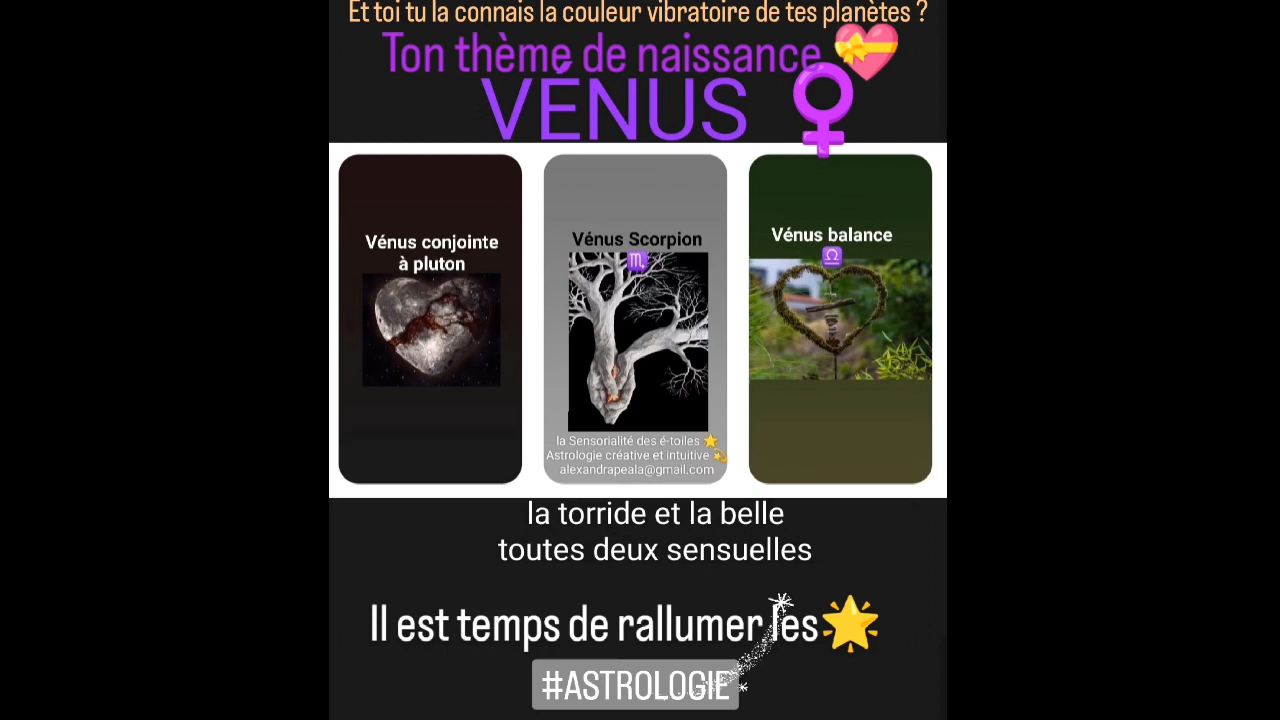 Et toi tu la connais la couleur vibratoire de tes planètes ?
Ton thème de naissance 💝
VÉNUS ♀
Vénus conjointe
à pluton
Vénus Scorpion
♏
Vénus balance
♎
la Sensorialité des é-toiles 🌟
Astrologie créative et intuitive 💫
alexandrapeala@gmail.com
la torride et la belle
toutes deux sensuelles
Il est temps de rallumer les🌟
#ASTROLOGIE